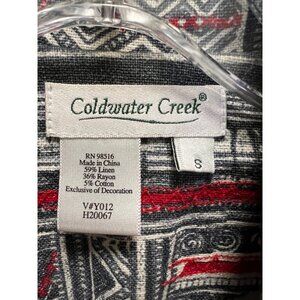 Coldwater Creek®
S
RN 98516
Made in China
59% Linen
36% Rayon
5% Cotton
Exclusive of Decoration
V#Y012
H20067